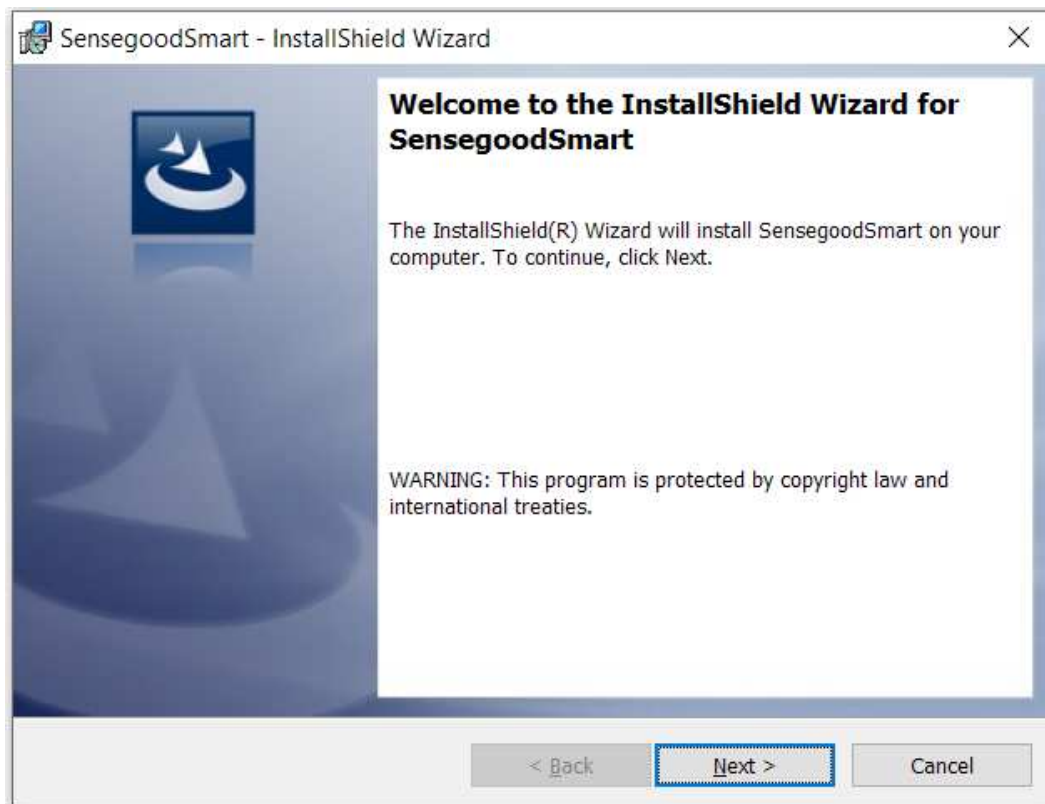 SensegoodSmart - InstallShield Wizard
Welcome to the InstallShield Wizard for
SensegoodSmart
The InstallShield(R) Wizard will install SensegoodSmart on your
computer. To continue, click Next.
WARNING: This program is protected by copyright law and
international treaties.
< Back
Next >
Cancel